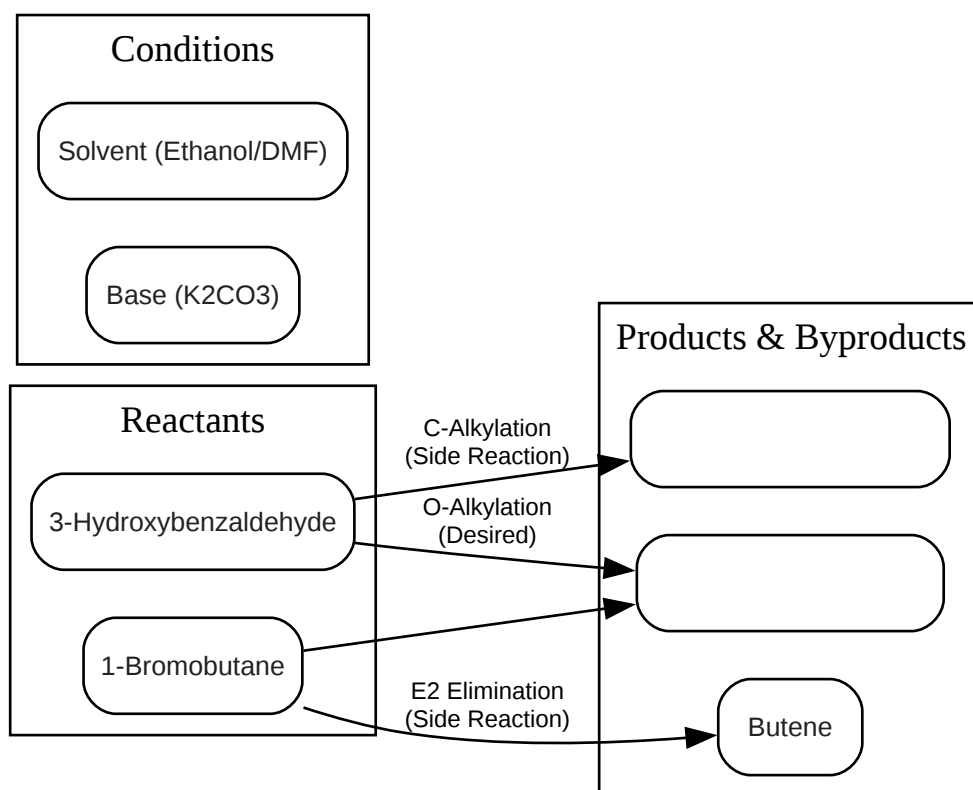 Conditions
Solvent (Ethanol/DMF)
Base (K2CO3)
Products & Byproducts
Reactants
C-Alkylation
(Side Reaction)
3-Hydroxybenzaldehyde
O-Alkylation
(Desired)
1-Bromobutane
E2 Elimination
(Side Reaction)
Butene